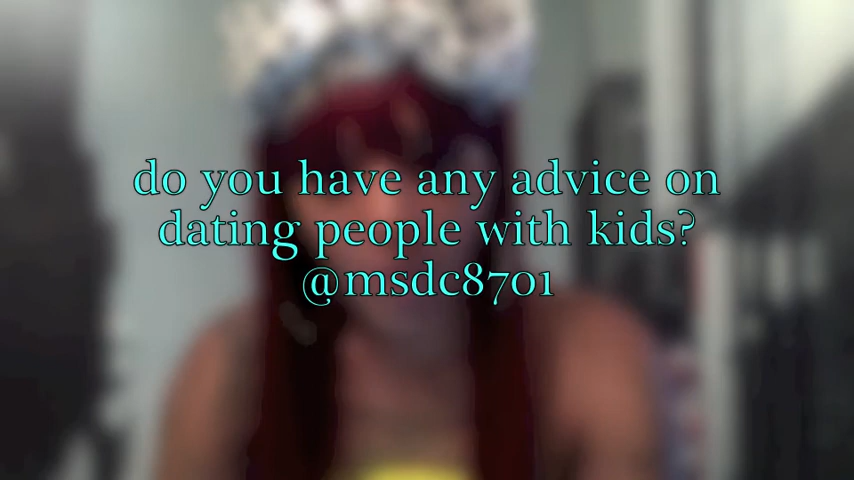 do you have any advice on
dating people with kids?
@msdc8701